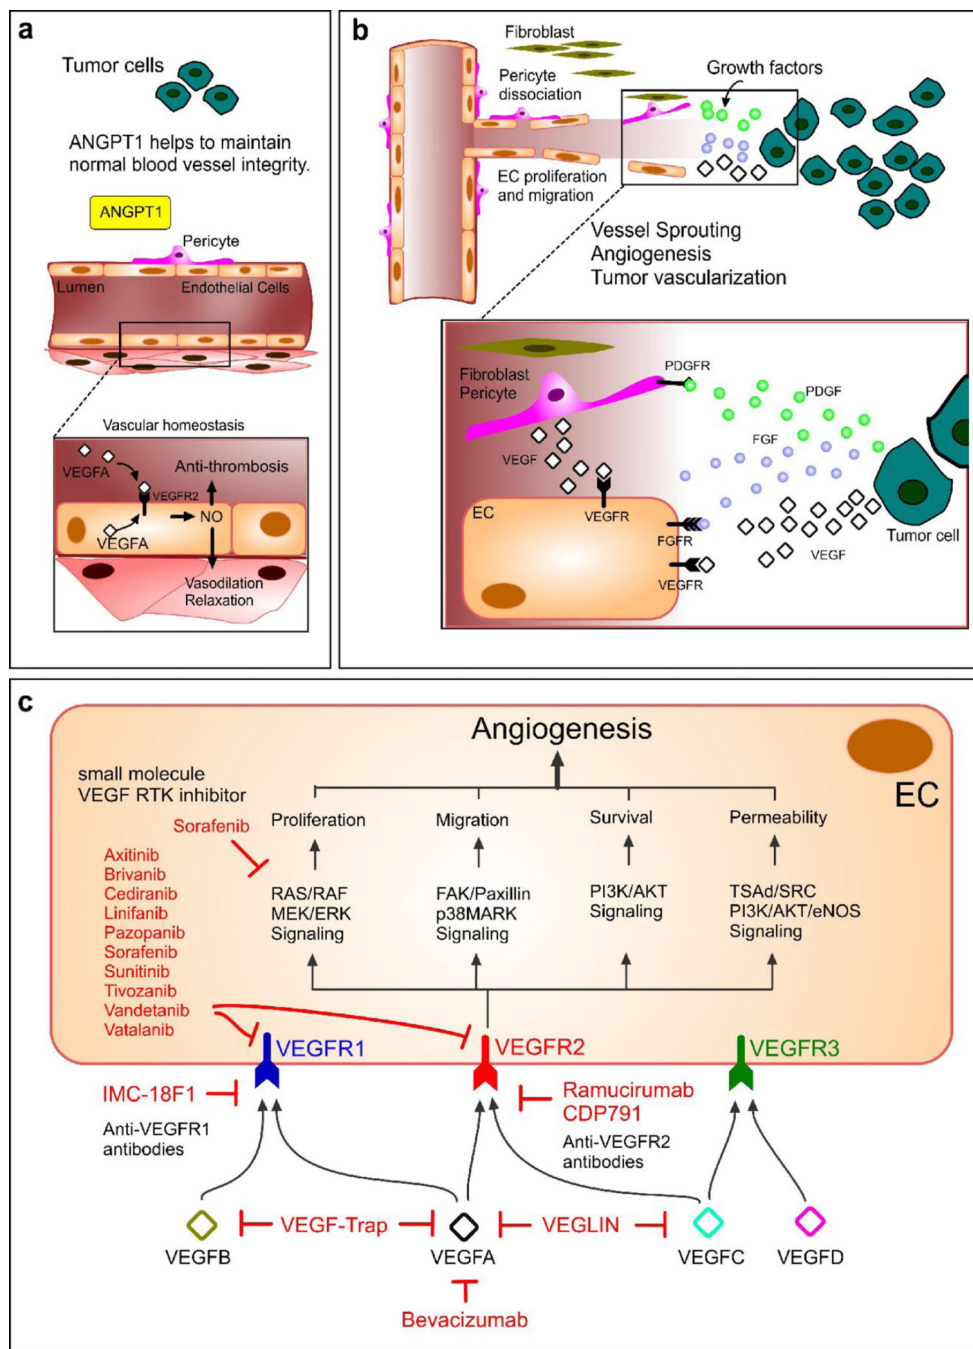 a
Tumor cells
ANGPT1 helps to maintain
normal blood vessel integrity.
ANGPT1
Pericyte
Lumen
Endothelial Cells
Vascular homeostasis
VEGFA
Anti-thrombosis
VEGFR2
NO
VEGFA
Vasodilation
Relaxation
b
Fibroblast
Pericyte
dissociation
Growth factors
EC proliferation
and migration
Vessel Sprouting
Angiogenesis
Tumor vascularization
Fibroblast
Pericyte
PDGFR
PDGF
FGF
VEGF
EC
VEGFR
FGFR
VEGFR
VEGF
Tumor cell
c
Angiogenesis
EC
small molecule
VEGF RTK inhibitor
Sorafenib
Proliferation
Migration
Survival
Permeability
Axitinib
Brivanib
Cediranib
Linifanib
Pazopanib
Sorafenib
Sunitinib
Tivozanib
Vandetanib
Vatalanib
RAS/RAF
MEK/ERK
Signaling
FAK/Paxillin
p38MARK
Signaling
PI3K/AKT
Signaling
TSAd/SRC
PI3K/AKT/eNOS
Signaling
VEGFR1
VEGFR2
VEGFR3
IMC-18F1
Anti-VEGFR1
antibodies
Ramucirumab
CDP791
Anti-VEGFR2
antibodies
VEGF-Trap
VEGLIN
VEGFB
VEGFA
VEGFC
VEGFD
Bevacizumab